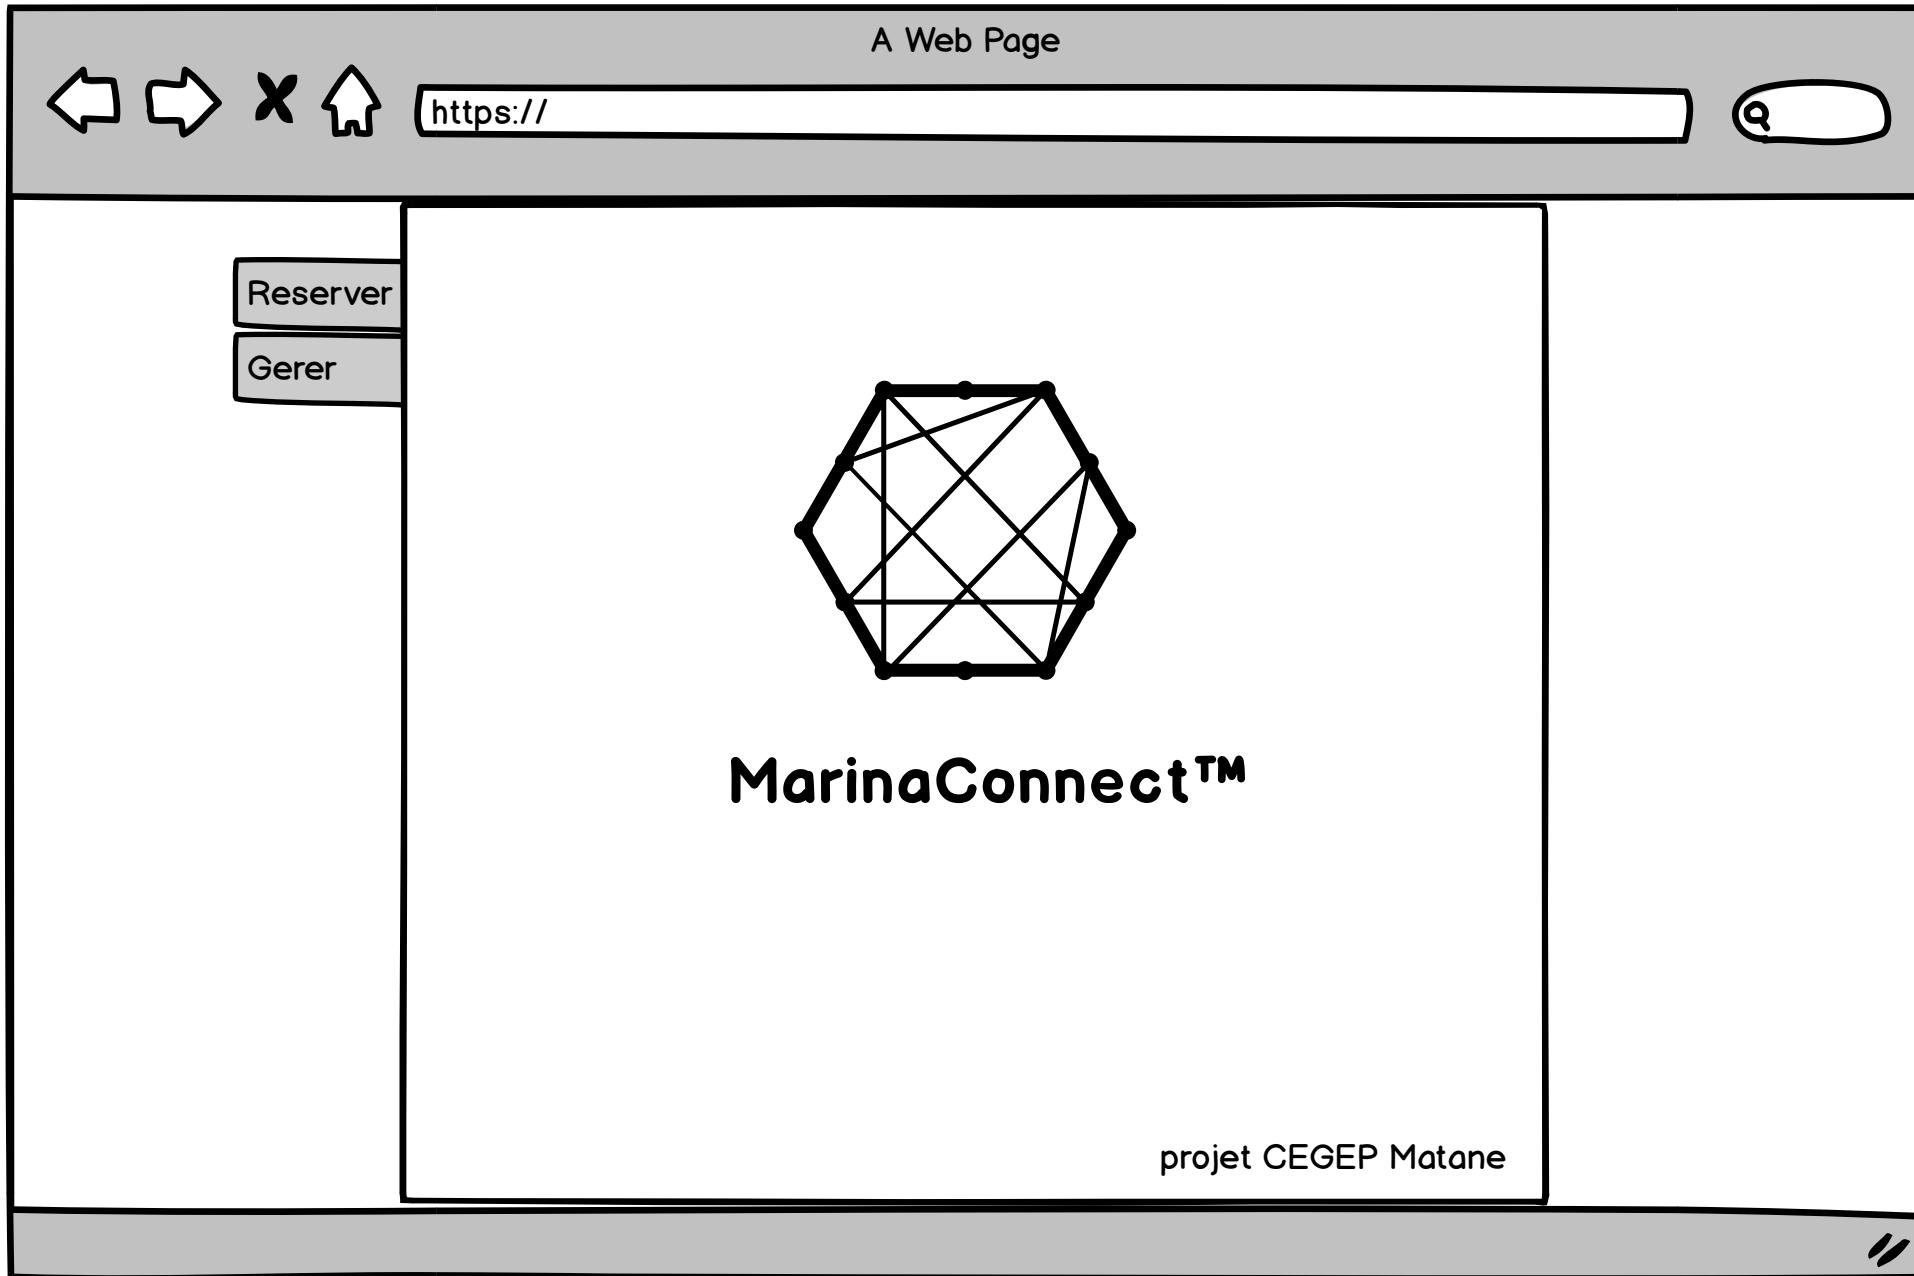 A Web Page
https://
Reserver
Gerer
MarinaConnect™
projet CEGEP Matane